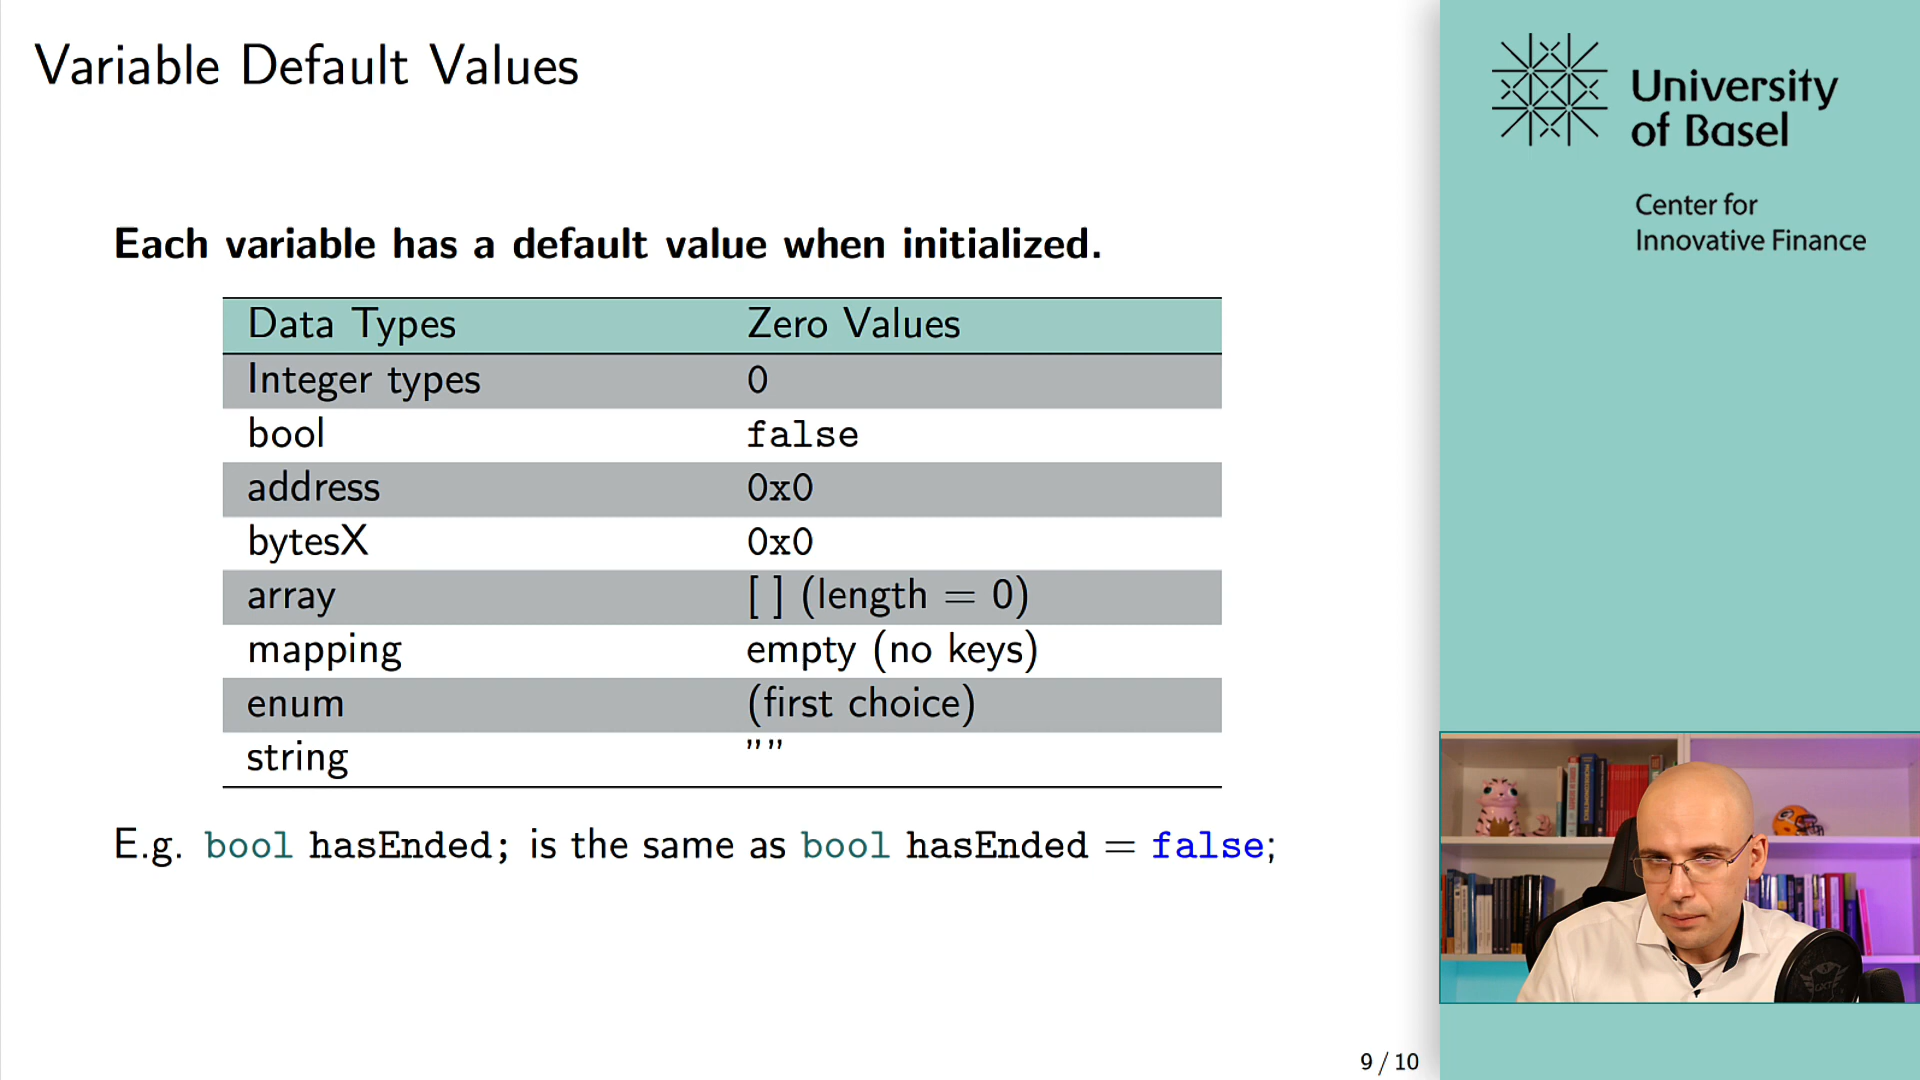 Variable Default Values
Each variable has a default value when initialized.
Data Types Zero Values
Integer types 0
bool false
address 0x0
bytesX 0x0
array [ ] (length = 0)
mapping empty (no keys)
enum (first choice)
string ””
E.g. bool hasEnded; is the same as bool hasEnded = false;
9 / 10
University
of Basel
Center for
Innovative Finance